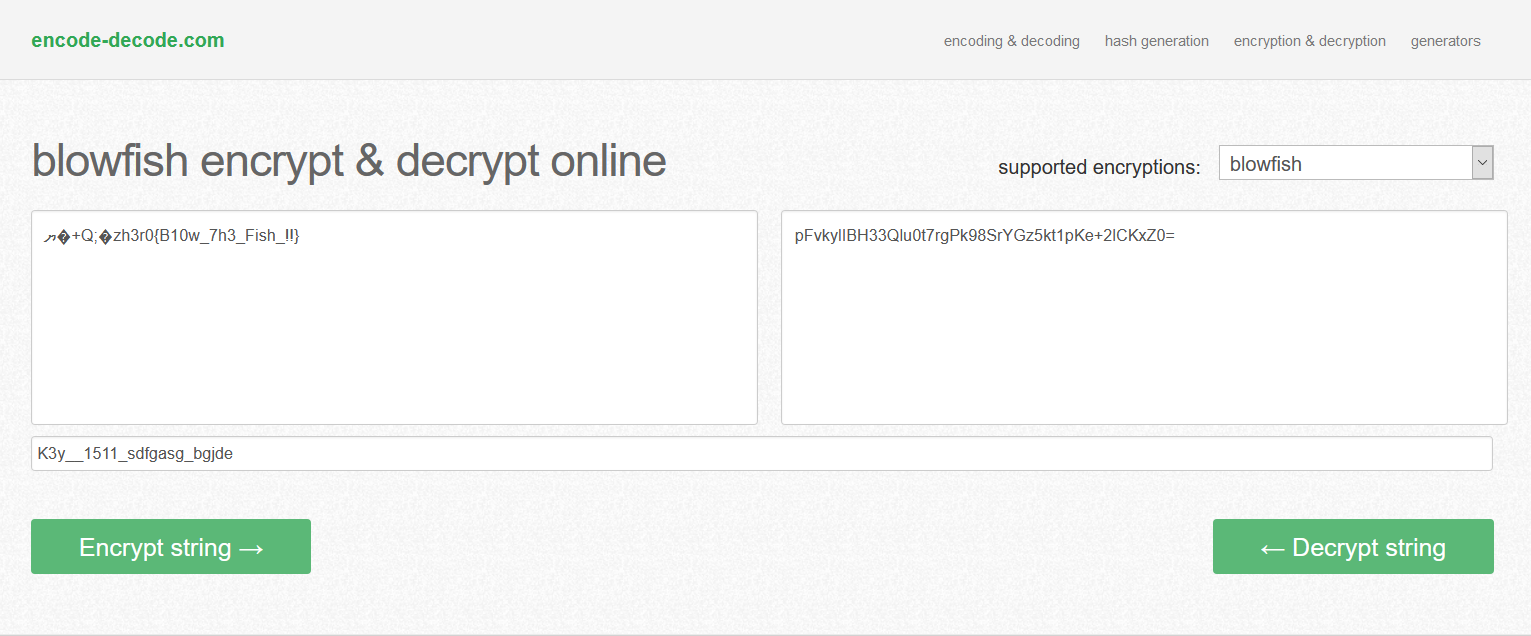 encode-decode.com
encoding & decoding hash generation encryption & decryption generators
blowfish encrypt & decrypt online
supported encryptions: blowfish
�+Q;�zh3r0{B10w_7h3_Fish_!!}
pFvkylIBH33Qlu0t7rgPk98SrYGz5kt1pKe+2lCKxZ0=
K3y__1511_sdfgasg_bgjde
Encrypt string →
← Decrypt string